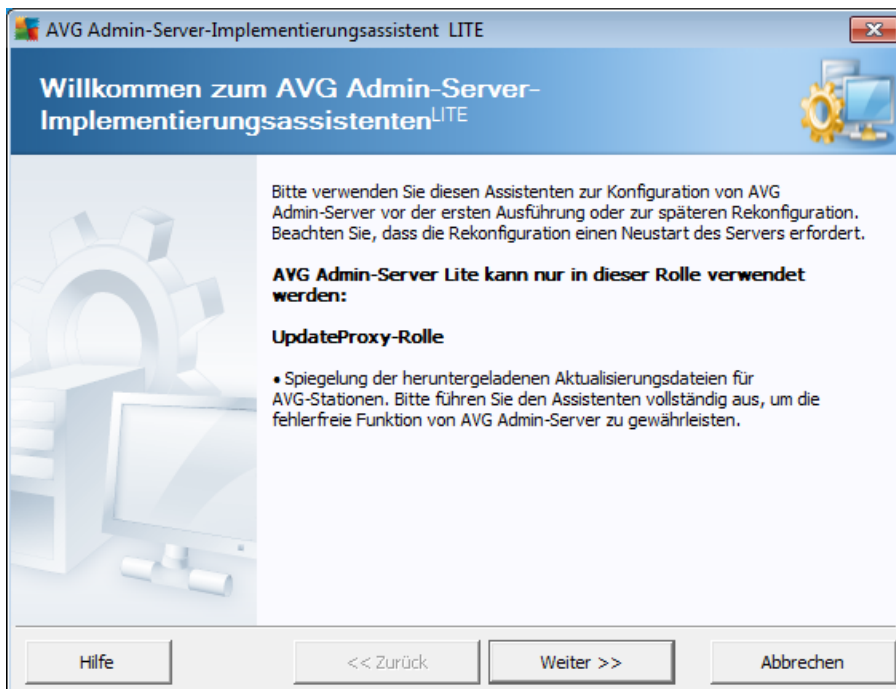 AVG Admin-Server-Implementierungsassistent LITE
Willkommen zum AVG Admin-Server-
Implementierungsassistenten LITE
Bitte verwenden Sie diesen Assistenten zur Konfiguration von AVG
Admin-Server vor der ersten Ausführung oder zur späteren Rekonfiguration.
Beachten Sie, dass die Rekonfiguration einen Neustart des Servers erfordert.
AVG Admin-Server Lite kann nur in dieser Rolle verwendet
werden:
UpdateProxy-Rolle
• Spiegelung der heruntergeladenen Aktualisierungsdateien für
AVG-Stationen. Bitte führen Sie den Assistenten vollständig aus, um die
fehlerfreie Funktion von AVG Admin-Server zu gewährleisten.
Hilfe
<< Zurück
Weiter >>
Abbrechen